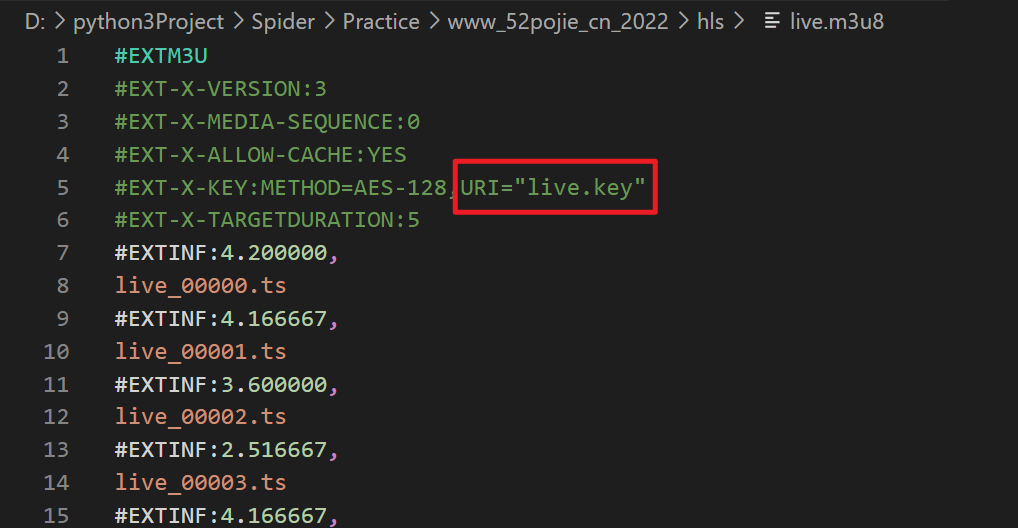 D: > python3Project > Spider > Practice > www_52pojie_cn_2022 > hls > live.m3u8
1 #EXTM3U
2 #EXT-X-VERSION:3
3 #EXT-X-MEDIA-SEQUENCE:0
4 #EXT-X-ALLOW-CACHE:YES
5 #EXT-X-KEY:METHOD=AES-128,URI="live.key"
6 #EXT-X-TARGETDURATION:5
7 #EXTINF:4.200000,
8 live_00000.ts
9 #EXTINF:4.166667,
10 live_00001.ts
11 #EXTINF:3.600000,
12 live_00002.ts
13 #EXTINF:2.516667,
14 live_00003.ts
15 #EXTINF:4.166667,